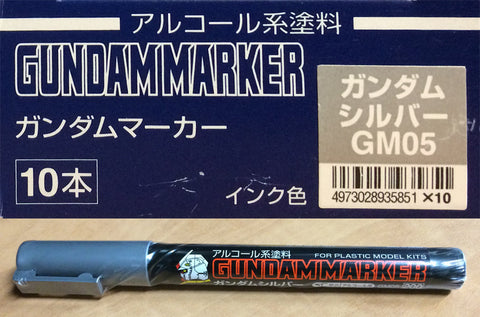 アルコール系塗料
GUNDAMMARKER
ガンダムマーカー
10本
インク色
ガンダム
シルバー
GM05
4973028935851 ×10
アルコール系塗料
FOR PLASTIC MODEL KITS
GUNDAMMARKER
ガンダムシルバー